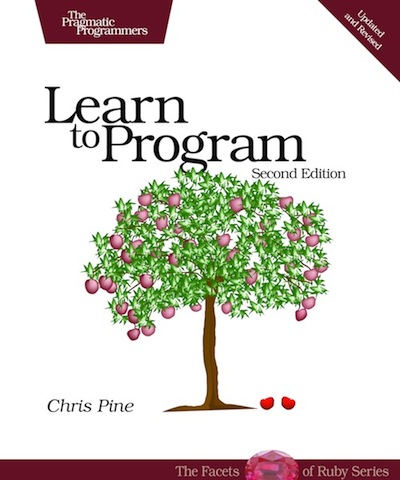 The
Pragmatic
Programmers
Updated
and Revised
Learn
to Program
Second Edition
Chris Pine
The Facets of Ruby Series